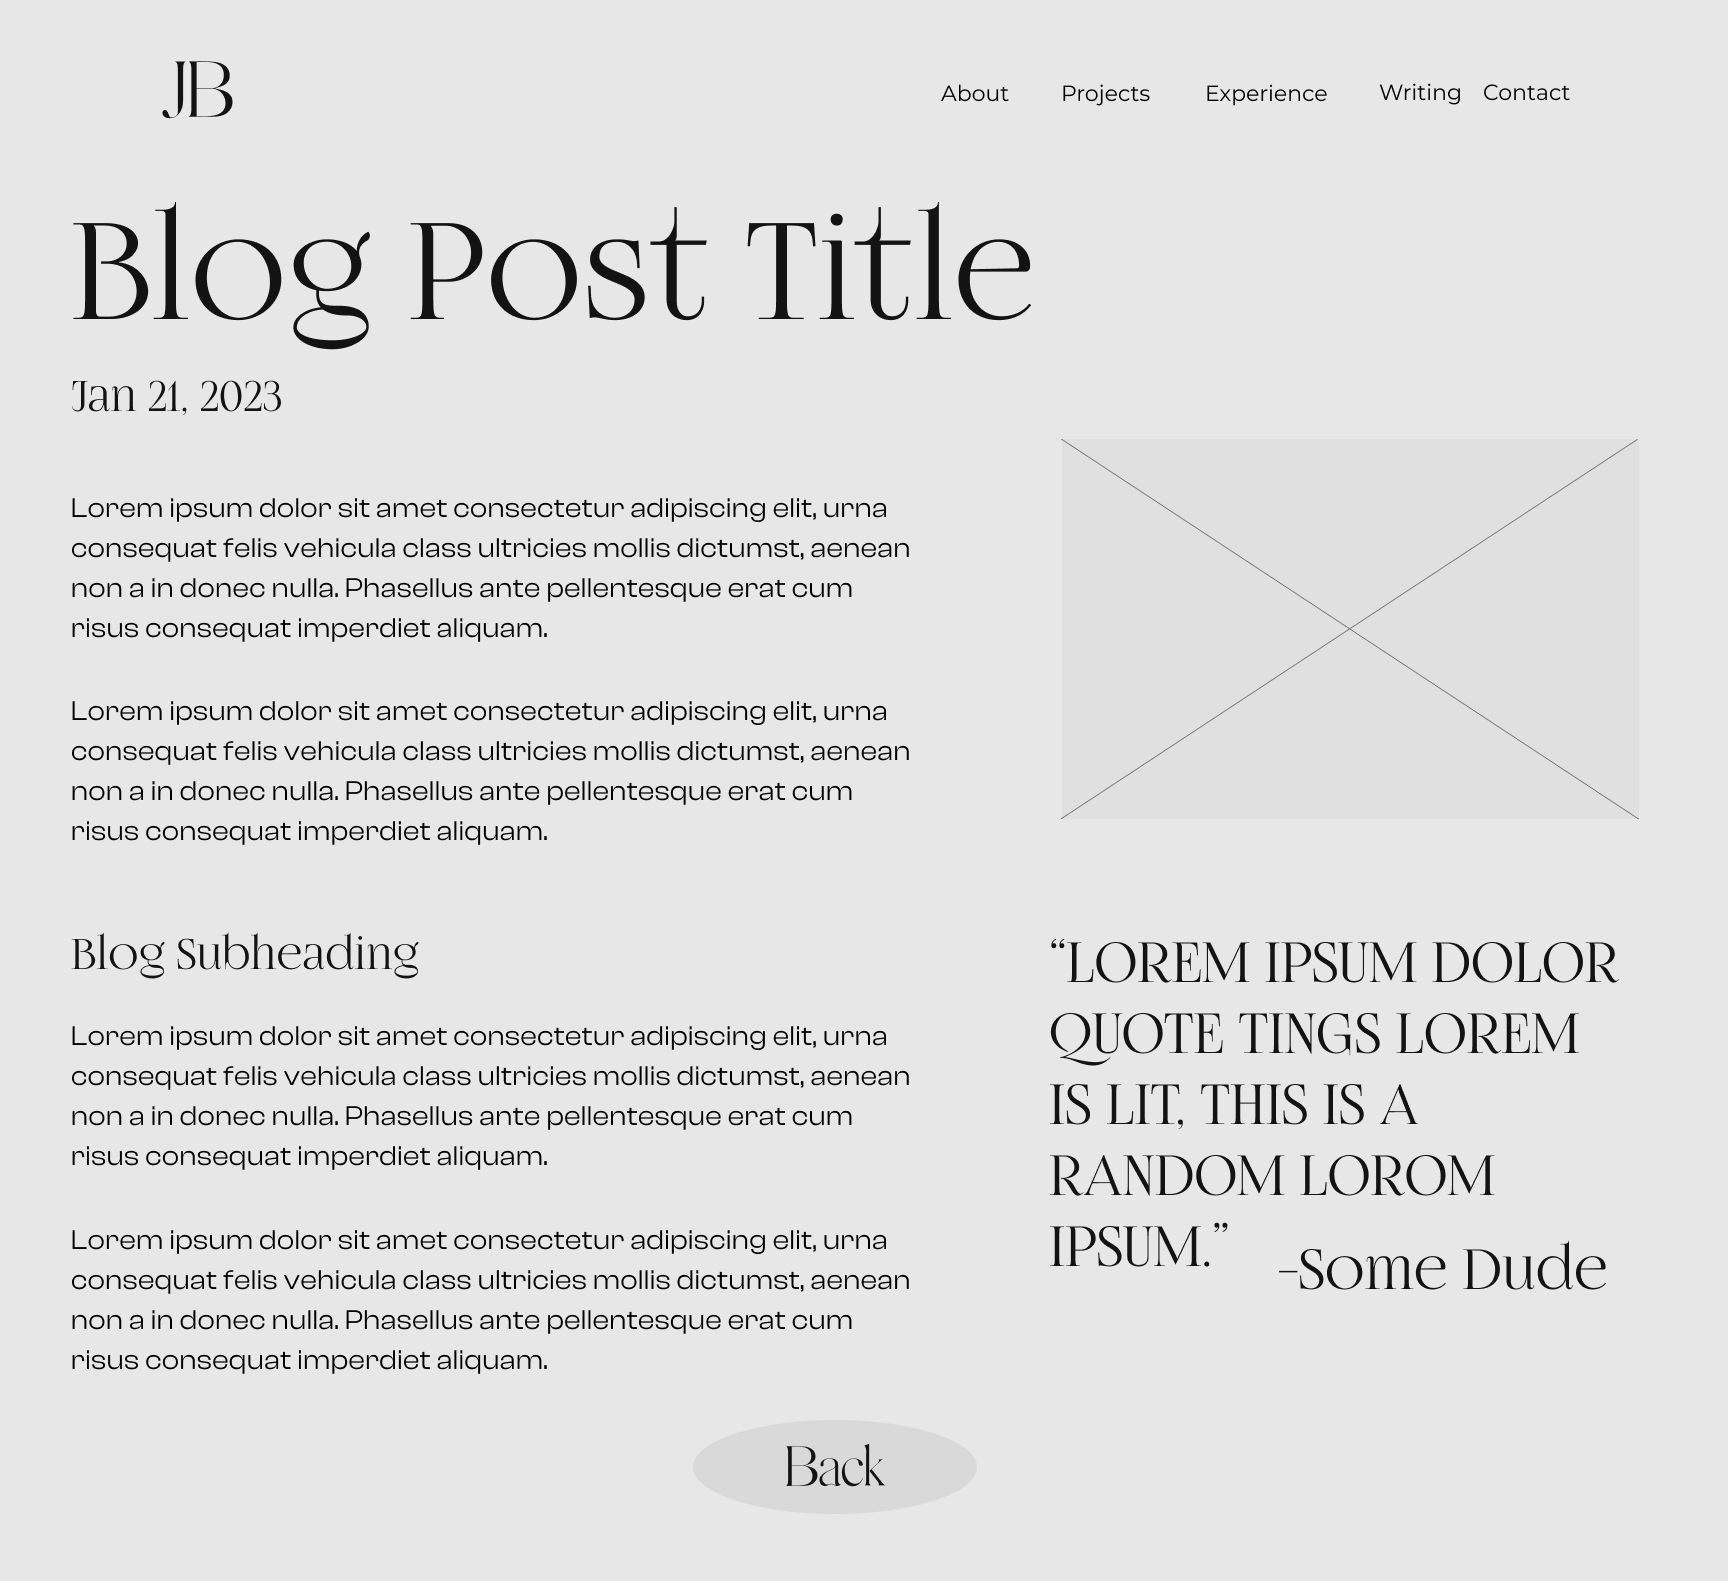 JB
About Projects Experience Writing Contact
Blog Post Title
Jan 21, 2023
Lorem ipsum dolor sit amet consectetur adipiscing elit, urna
consequat felis vehicula class ultricies mollis dictumst, aenean
non a in donec nulla. Phasellus ante pellentesque erat cum
risus consequat imperdiet aliquam.
Lorem ipsum dolor sit amet consectetur adipiscing elit, urna
consequat felis vehicula class ultricies mollis dictumst, aenean
non a in donec nulla. Phasellus ante pellentesque erat cum
risus consequat imperdiet aliquam.
Blog Subheading
Lorem ipsum dolor sit amet consectetur adipiscing elit, urna
consequat felis vehicula class ultricies mollis dictumst, aenean
non a in donec nulla. Phasellus ante pellentesque erat cum
risus consequat imperdiet aliquam.
Lorem ipsum dolor sit amet consectetur adipiscing elit, urna
consequat felis vehicula class ultricies mollis dictumst, aenean
non a in donec nulla. Phasellus ante pellentesque erat cum
risus consequat imperdiet aliquam.
“LOREM IPSUM DOLOR
QUOTE TINGS LOREM
IS LIT, THIS IS A
RANDOM LOROM
IPSUM.”
-Some Dude
Back